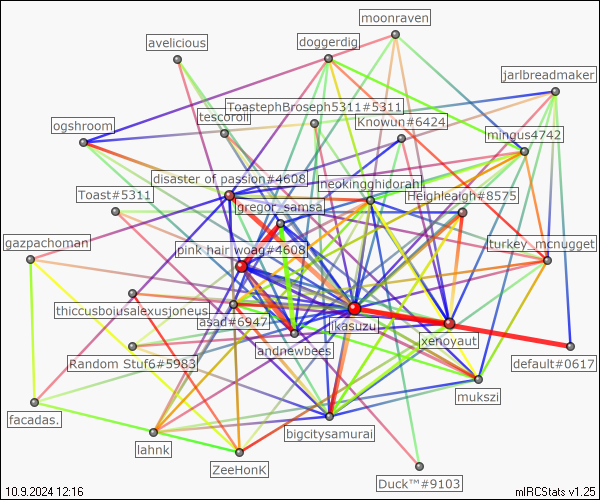 moonraven
avelicious
doggerdig
jarlbreadmaker
ToastephBroseph5311#5311
tescoroll
Knowun#6424
ogshroom
mingus4742
disaster of passion#4608
neokingghidorah
Toast#5311
Heighleaigh#8575
gregor_samsa
gazpachoman
pink hair woag#4608
turkey_mcnugget
thiccusboiusalexusjoneus
asad#6947
ikasuzu
xenoyaut
andnewbees
Random Stuf6#5983
default#0617
mukszi
facadas.
bigcitysamurai
lahnk
ZeeHonK
Duck™#9103
10.9.2024 12:16
mIRCStats v1.25